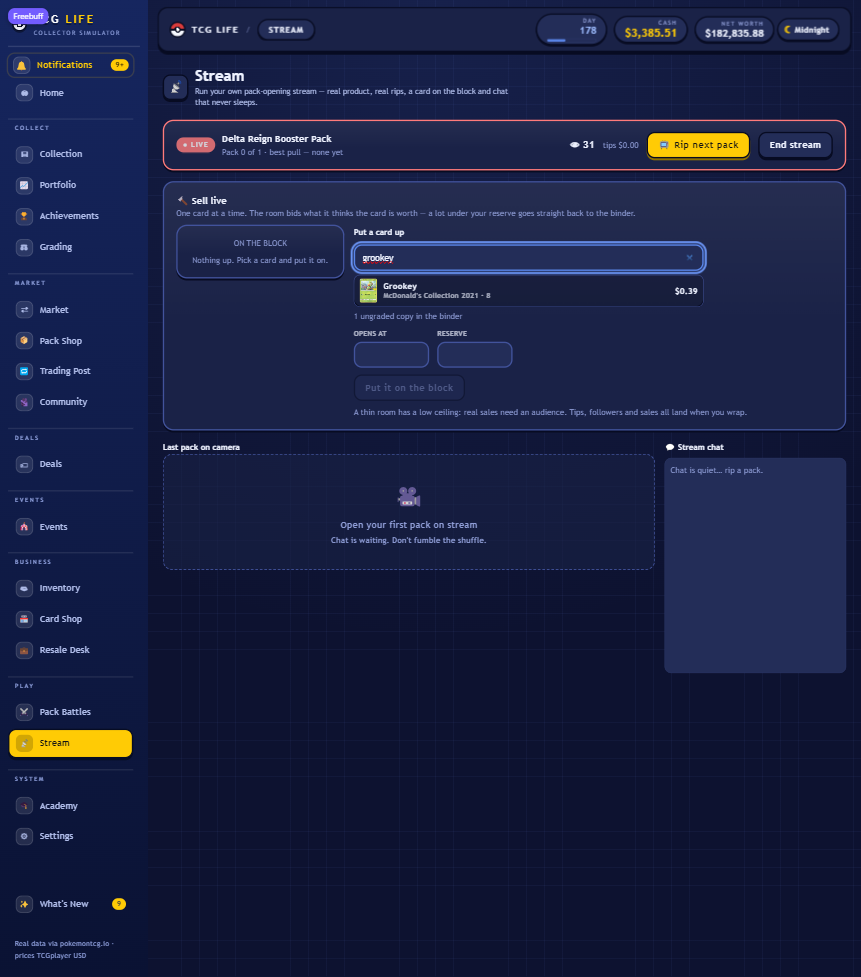 Freebuff
TCG LIFE
COLLECTOR SIMULATOR
Notifications 9+
Home
COLLECT
Collection
Portfolio
Achievements
Grading
MARKET
Market
Pack Shop
Trading Post
Community
DEALS
Deals
EVENTS
Events
BUSINESS
Inventory
Card Shop
Resale Desk
PLAY
Pack Battles
Stream
SYSTEM
Academy
Settings
What's New 9
Real data via pokemontcg.io ·
prices TCGplayer USD
TCG LIFE / STREAM
DAY
178
CASH
$3,385.51
NET WORTH
$182,835.88
Midnight
Stream
Run your own pack-opening stream — real product, real rips, a card on the block and chat
that never sleeps.
LIVE
Delta Reign Booster Pack
Pack 0 of 1 · best pull — none yet
31 tips $0.00
Rip next pack
End stream
Sell live
One card at a time. The room bids what it thinks the card is worth — a lot under your reserve goes straight back to the binder.
ON THE BLOCK
Nothing up. Pick a card and put it on.
Put a card up
grookey
Grookey
McDonald's Collection 2021 · 8
$0.39
1 ungraded copy in the binder
OPENS AT RESERVE
Put it on the block
A thin room has a low ceiling: real sales need an audience. Tips, followers and sales all land when you wrap.
Last pack on camera
Open your first pack on stream
Chat is waiting. Don't fumble the shuffle.
Stream chat
Chat is quiet… rip a pack.